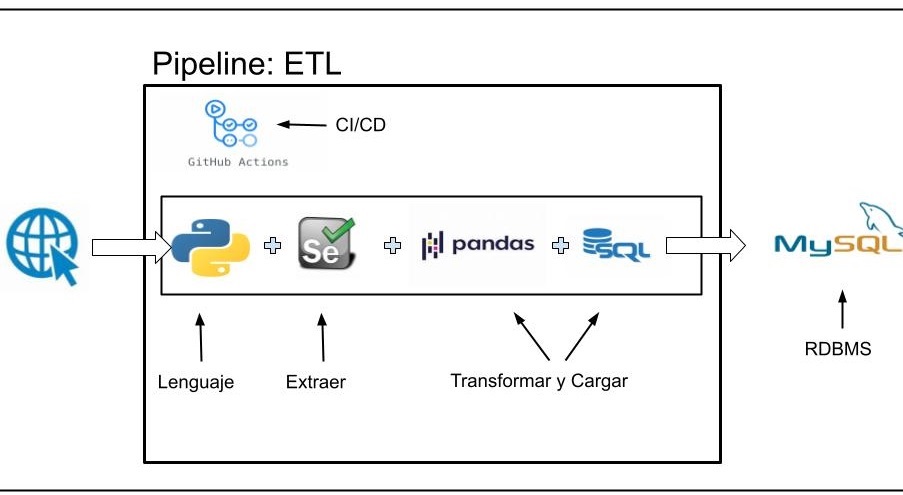 Pipeline: ETL
CI/CD
GitHub Actions
Se
pandas
SQL
MySQL
RDBMS
Lenguaje
Extraer
Transformar y Cargar